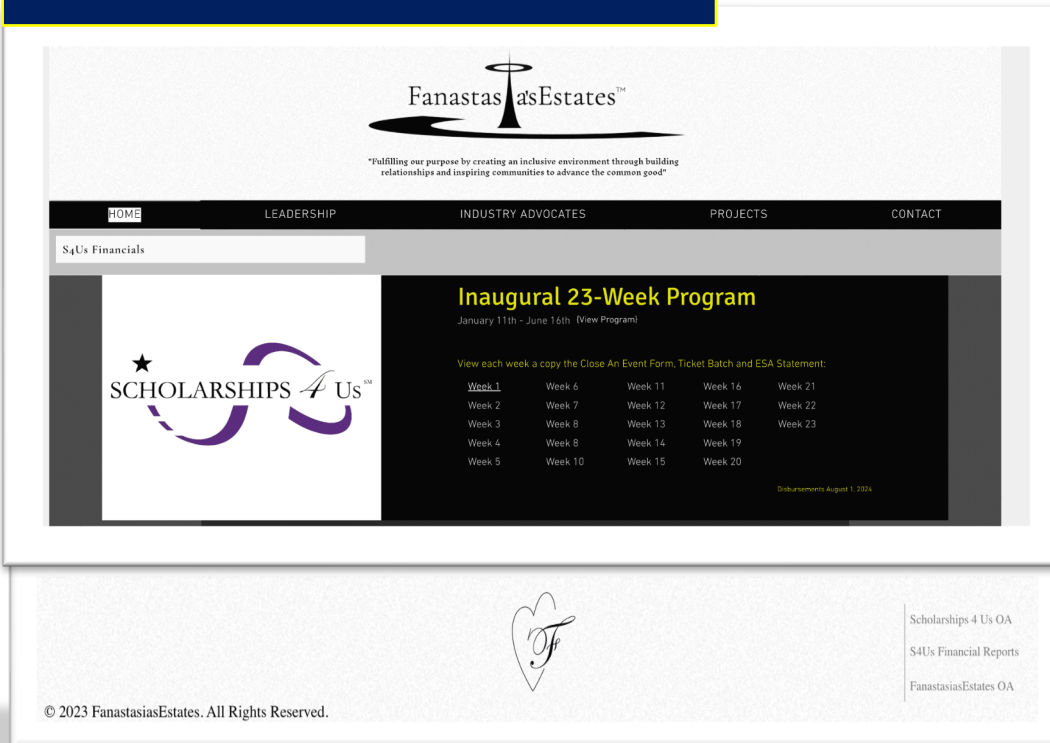 FanastasiasEstates™
"Fulfilling our purpose by creating an inclusive environment through building
relationships and inspiring communities to advance the common good"
HOME LEADERSHIP INDUSTRY ADVOCATES PROJECTS CONTACT
S4Us Financials
Inaugural 23-Week Program
January 11th - June 16th (View Program)
SCHOLARSHIPS 4 US℠
View each week a copy the Close An Event Form, Ticket Batch and ESA Statement:
Week 1 Week 6 Week 11 Week 16 Week 21
Week 2 Week 7 Week 12 Week 17 Week 22
Week 3 Week 8 Week 13 Week 18 Week 23
Week 4 Week 8 Week 14 Week 19
Week 5 Week 10 Week 15 Week 20
Disbursements August 1, 2024
F
Scholarships 4 Us OA
S4Us Financial Reports
FanastasiasEstates OA
© 2023 FanastasiasEstates. All Rights Reserved.